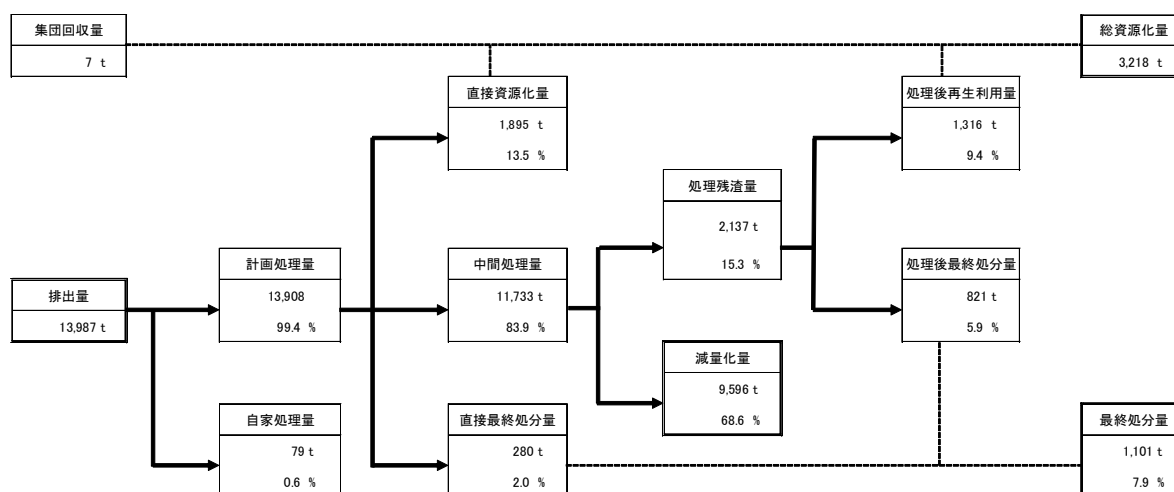 集団回収量
7 t
総資源化量
3,218 t
直接資源化量
1,895 t
13.5 %
処理後再生利用量
1,316 t
9.4 %
処理残渣量
2,137 t
15.3 %
計画処理量
13,908
99.4 %
中間処理量
11,733 t
83.9 %
処理後最終処分量
821 t
5.9 %
排出量
13,987 t
減量化量
9,596 t
68.6 %
自家処理量
79 t
0.6 %
直接最終処分量
280 t
2.0 %
最終処分量
1,101 t
7.9 %